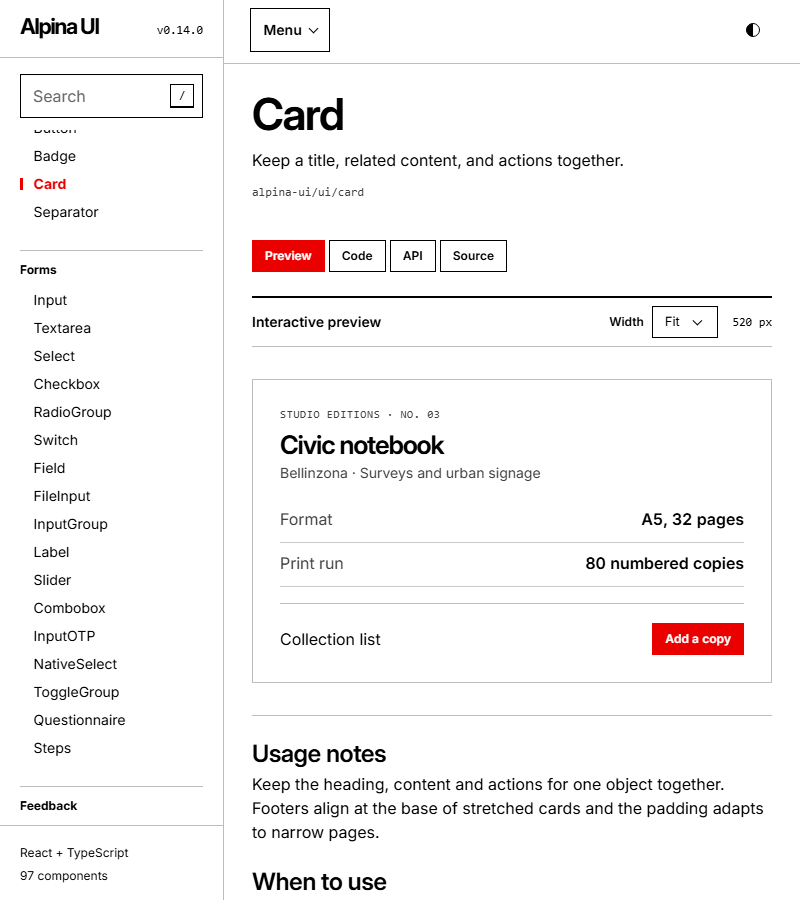 Alpina UI
v0.14.0
Search
/
Button
Badge
Card
Separator
Forms
Input
Textarea
Select
Checkbox
RadioGroup
Switch
Field
FileInput
InputGroup
Label
Slider
Combobox
InputOTP
NativeSelect
ToggleGroup
Questionnaire
Steps
Feedback
React + TypeScript
97 components
Menu
Card
Keep a title, related content, and actions together.
alpina-ui/ui/card
Preview
Code
API
Source
Interactive preview
Width
Fit
520 px
STUDIO EDITIONS · NO. 03
Civic notebook
Bellinzona · Surveys and urban signage
Format
A5, 32 pages
Print run
80 numbered copies
Collection list
Add a copy
Usage notes
Keep the heading, content and actions for one object together.
Footers align at the base of stretched cards and the padding adapts
to narrow pages.
When to use